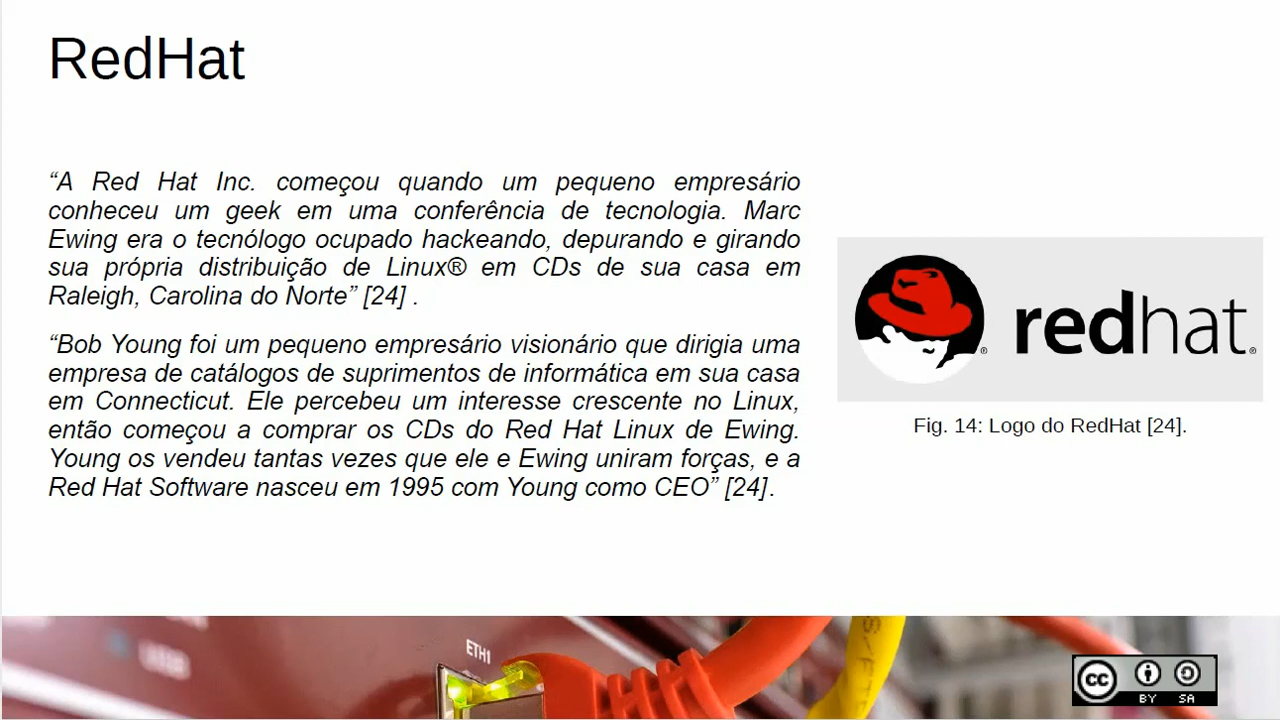 RedHat
“A Red Hat Inc. começou quando um pequeno empresário
conheceu um geek em uma conferência de tecnologia. Marc
Ewing era o tecnólogo ocupado hackeando, depurando e girando
sua própria distribuição de Linux® em CDs de sua casa em
Raleigh, Carolina do Norte” [24] .
“Bob Young foi um pequeno empresário visionário que dirigia uma
empresa de catálogos de suprimentos de informática em sua casa
em Connecticut. Ele percebeu um interesse crescente no Linux,
então começou a comprar os CDs do Red Hat Linux de Ewing.
Young os vendeu tantas vezes que ele e Ewing uniram forças, e a
Red Hat Software nasceu em 1995 com Young como CEO” [24].
® redhat®
Fig. 14: Logo do RedHat [24].
ETH1
cc
BY SA